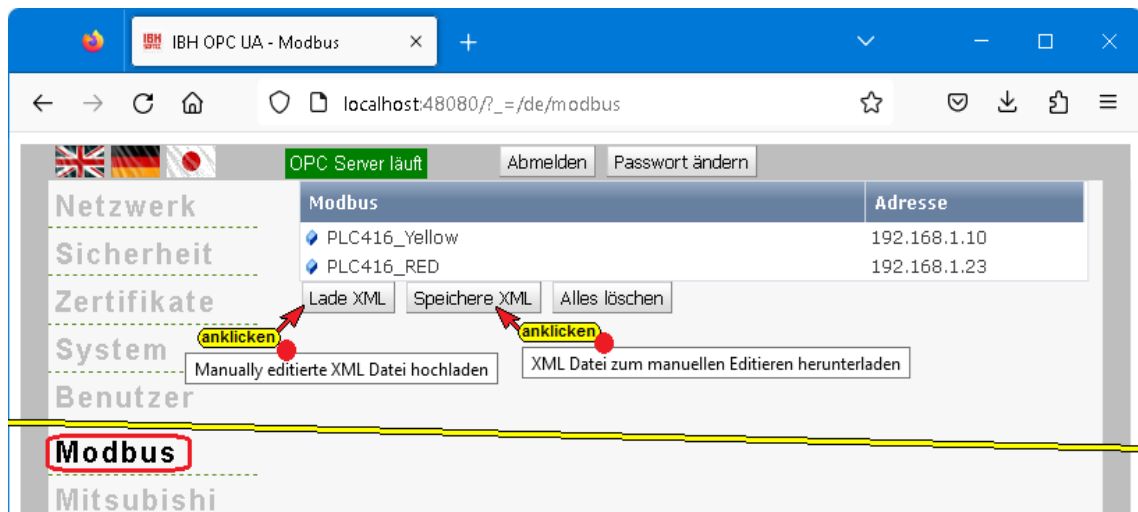 IBH
SOFTEC
IBH OPC UA - Modbus
localhost:48080/?_=/de/modbus
OPC Server läuft
Abmelden
Passwort ändern
Netzwerk
Sicherheit
Zertifikate
System
Benutzer
Modbus
Mitsubishi
Modbus Adresse
PLC416_Yellow 192.168.1.10
PLC416_RED 192.168.1.23
Lade XML Speichere XML Alles löschen
anklicken
Manually editierte XML Datei hochladen
anklicken
XML Datei zum manuellen Editieren herunterladen